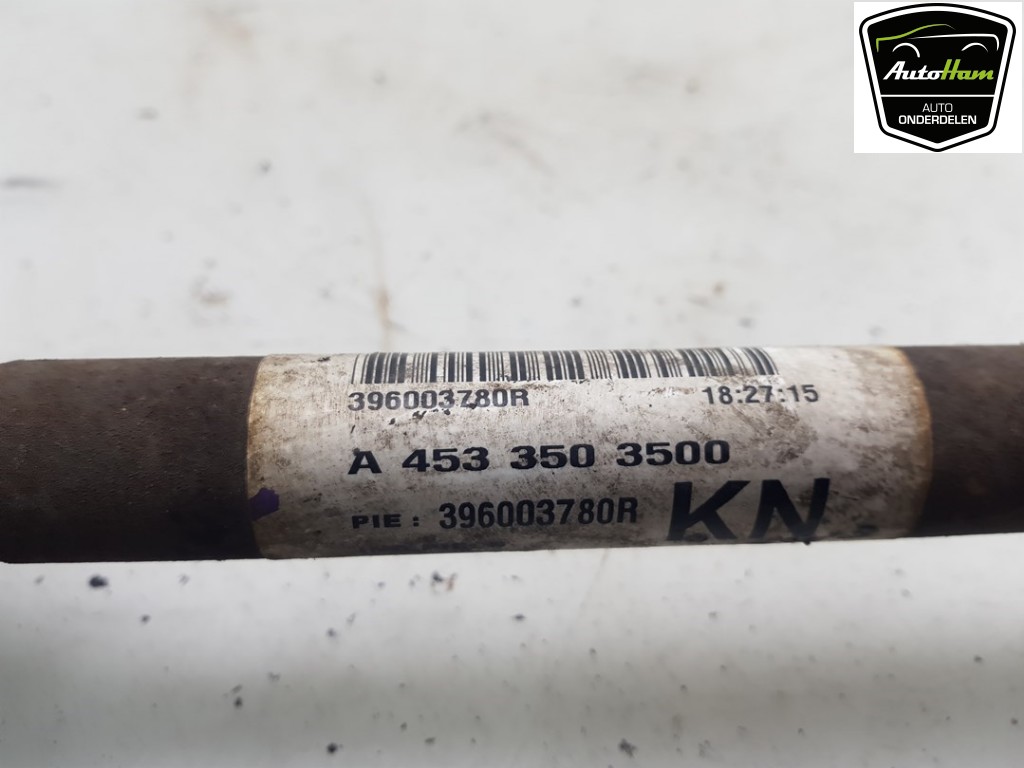 AutoHam
AUTO
ONDERDELEN
396003780R 18:27:15
A 453 350 3500
PIE : 396003780R KN